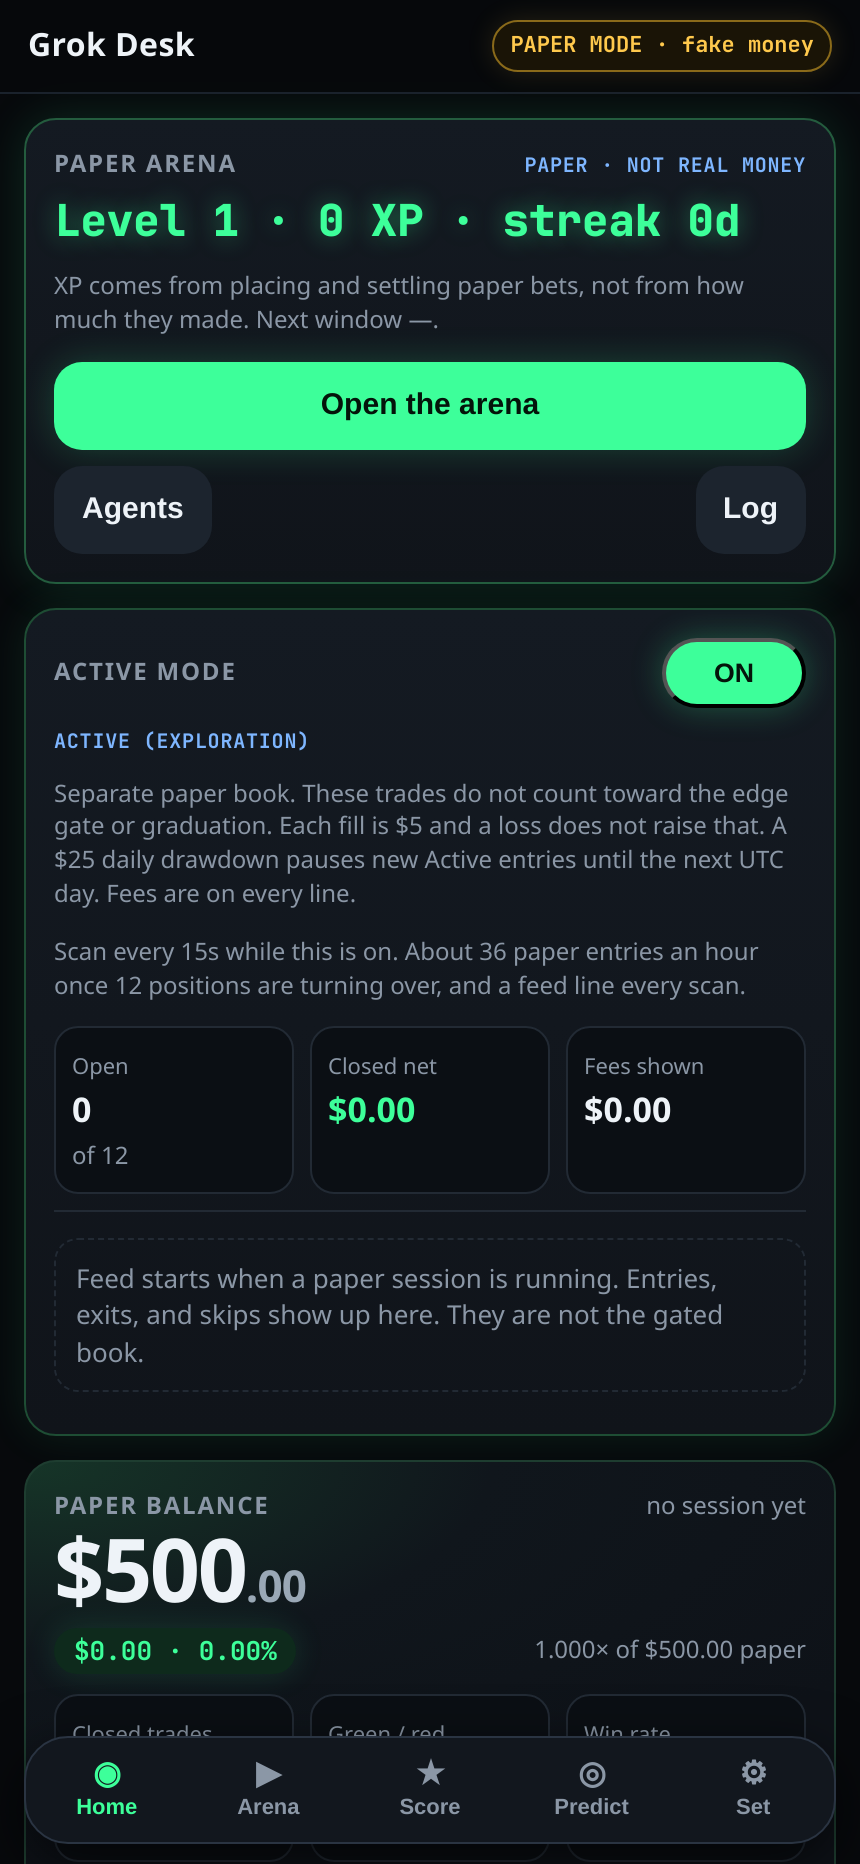 Grok Desk
PAPER MODE · fake money
PAPER ARENA
PAPER · NOT REAL MONEY
Level 1 · 0 XP · streak 0d
XP comes from placing and settling paper bets, not from how
much they made. Next window —.
Open the arena
Agents
Log
ACTIVE MODE
ON
ACTIVE (EXPLORATION)
Separate paper book. These trades do not count toward the edge
gate or graduation. Each fill is $5 and a loss does not raise that. A
$25 daily drawdown pauses new Active entries until the next UTC
day. Fees are on every line.
Scan every 15s while this is on. About 36 paper entries an hour
once 12 positions are turning over, and a feed line every scan.
Open
0
of 12
Closed net
$0.00
Fees shown
$0.00
Feed starts when a paper session is running. Entries,
exits, and skips show up here. They are not the gated
book.
PAPER BALANCE
no session yet
$500.00
$0.00 · 0.00%
1.000× of $500.00 paper
Closed trades
Green / red
Win rate
Home
Arena
Score
Predict
Set